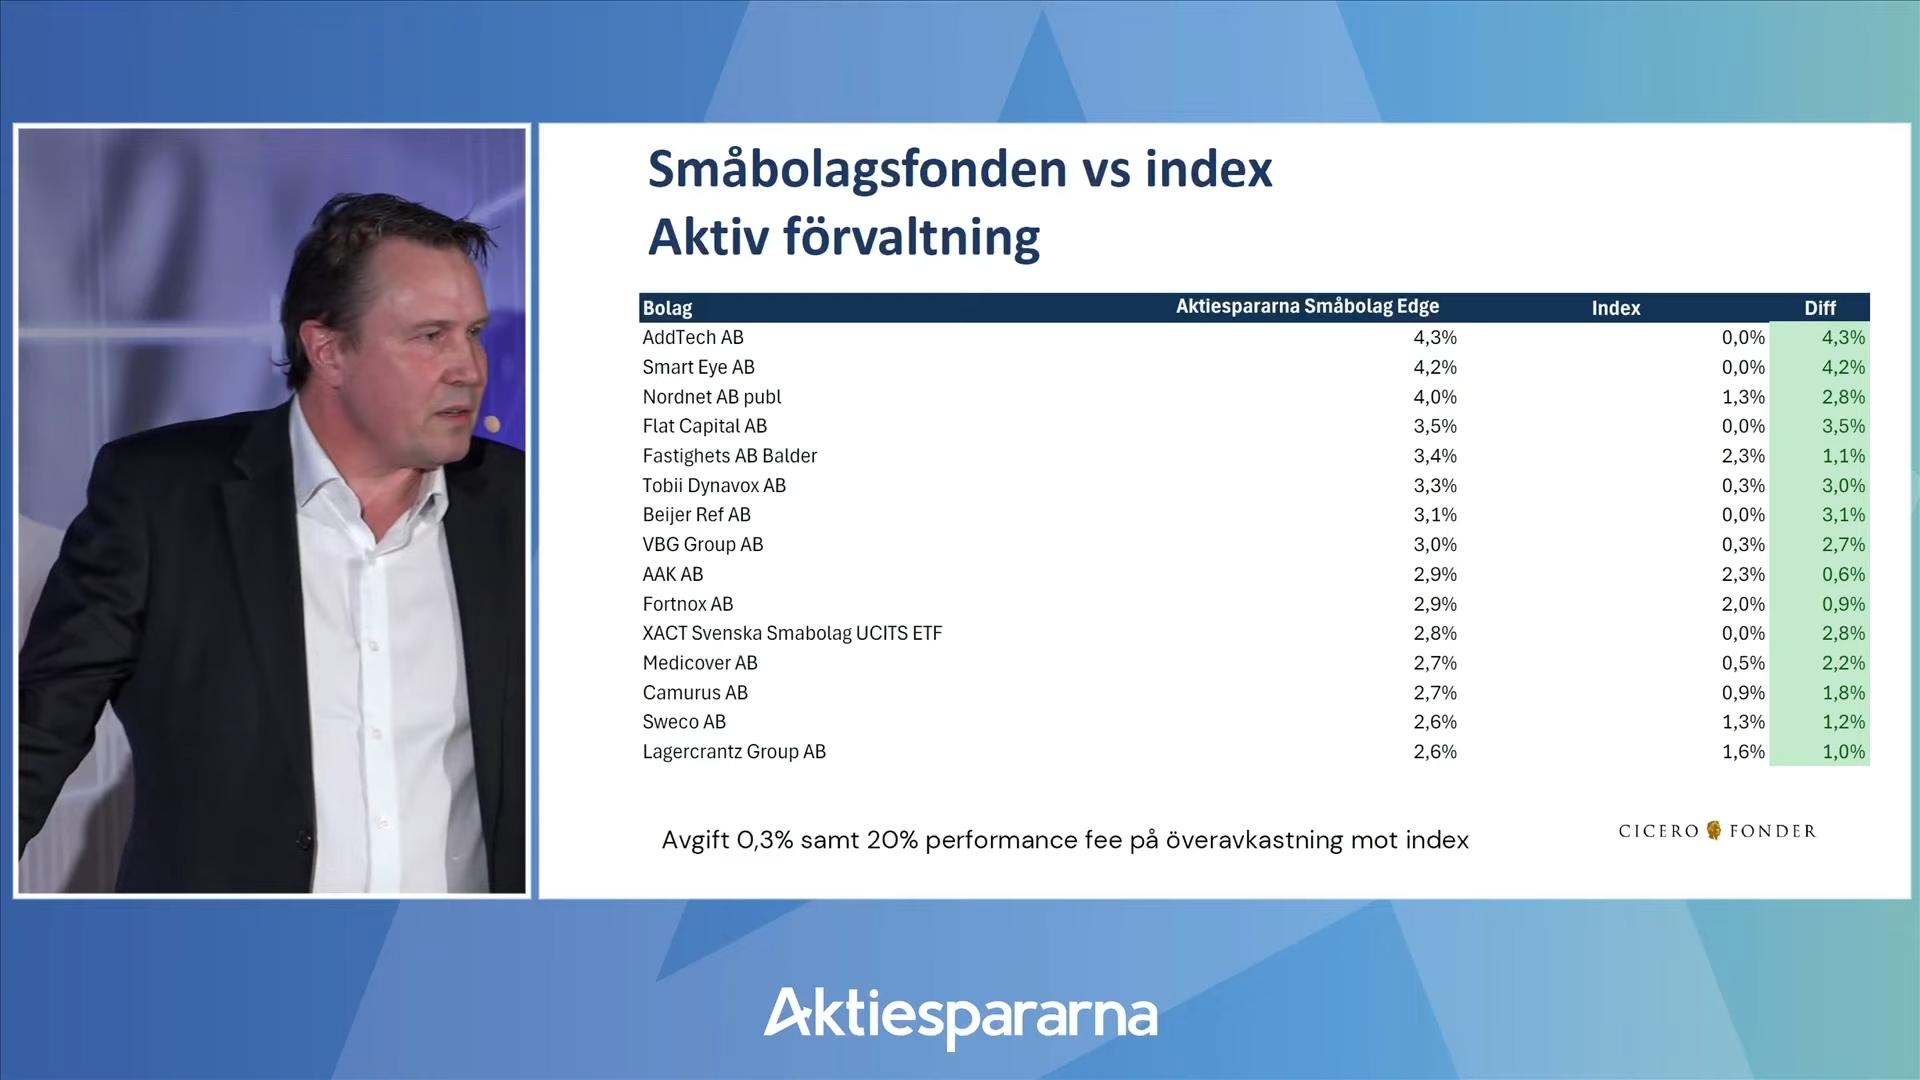 Småbolagsfonden vs index
Aktiv förvaltning
Bolag Aktiespararna Småbolag Edge Index Diff
AddTech AB 4,3% 0,0% 4,3%
Smart Eye AB 4,2% 0,0% 4,2%
Nordnet AB publ 4,0% 1,3% 2,8%
Flat Capital AB 3,5% 0,0% 3,5%
Fastighets AB Balder 3,4% 2,3% 1,1%
Tobii Dynavox AB 3,3% 0,3% 3,0%
Beijer Ref AB 3,1% 0,0% 3,1%
VBG Group AB 3,0% 0,3% 2,7%
AAK AB 2,9% 2,3% 0,6%
Fortnox AB 2,9% 2,0% 0,9%
XACT Svenska Smabolag UCITS ETF 2,8% 0,0% 2,8%
Medicover AB 2,7% 0,5% 2,2%
Camurus AB 2,7% 0,9% 1,8%
Sweco AB 2,6% 1,3% 1,2%
Lagercrantz Group AB 2,6% 1,6% 1,0%
Avgift 0,3% samt 20% performance fee på överavkastning mot index
CICERO FONDER
Aktiespararna